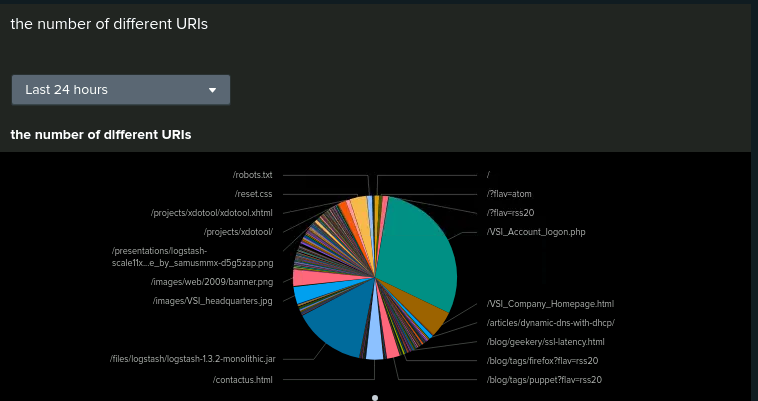 the number of different URIs
Last 24 hours
the number of different URIs
/robots.txt
/reset.css
/projects/xdotool/xdotool.xhtml
/projects/xdotool/
/presentations/logstash-
scale11x...e_by_samusmmx-d5g5zap.png
/images/web/2009/banner.png
/images/VSI_headquarters.jpg
/files/logstash/logstash-1.3.2-monolithic.jar
/contactus.html
/
/?flav=atom
/?flav=rss20
/VSI_Account_logon.php
/VSI_Company_Homepage.html
/articles/dynamic-dns-with-dhcp/
/blog/geekery/ssl-latency.html
/blog/tags/firefox?flav=rss20
/blog/tags/puppet?flav=rss20